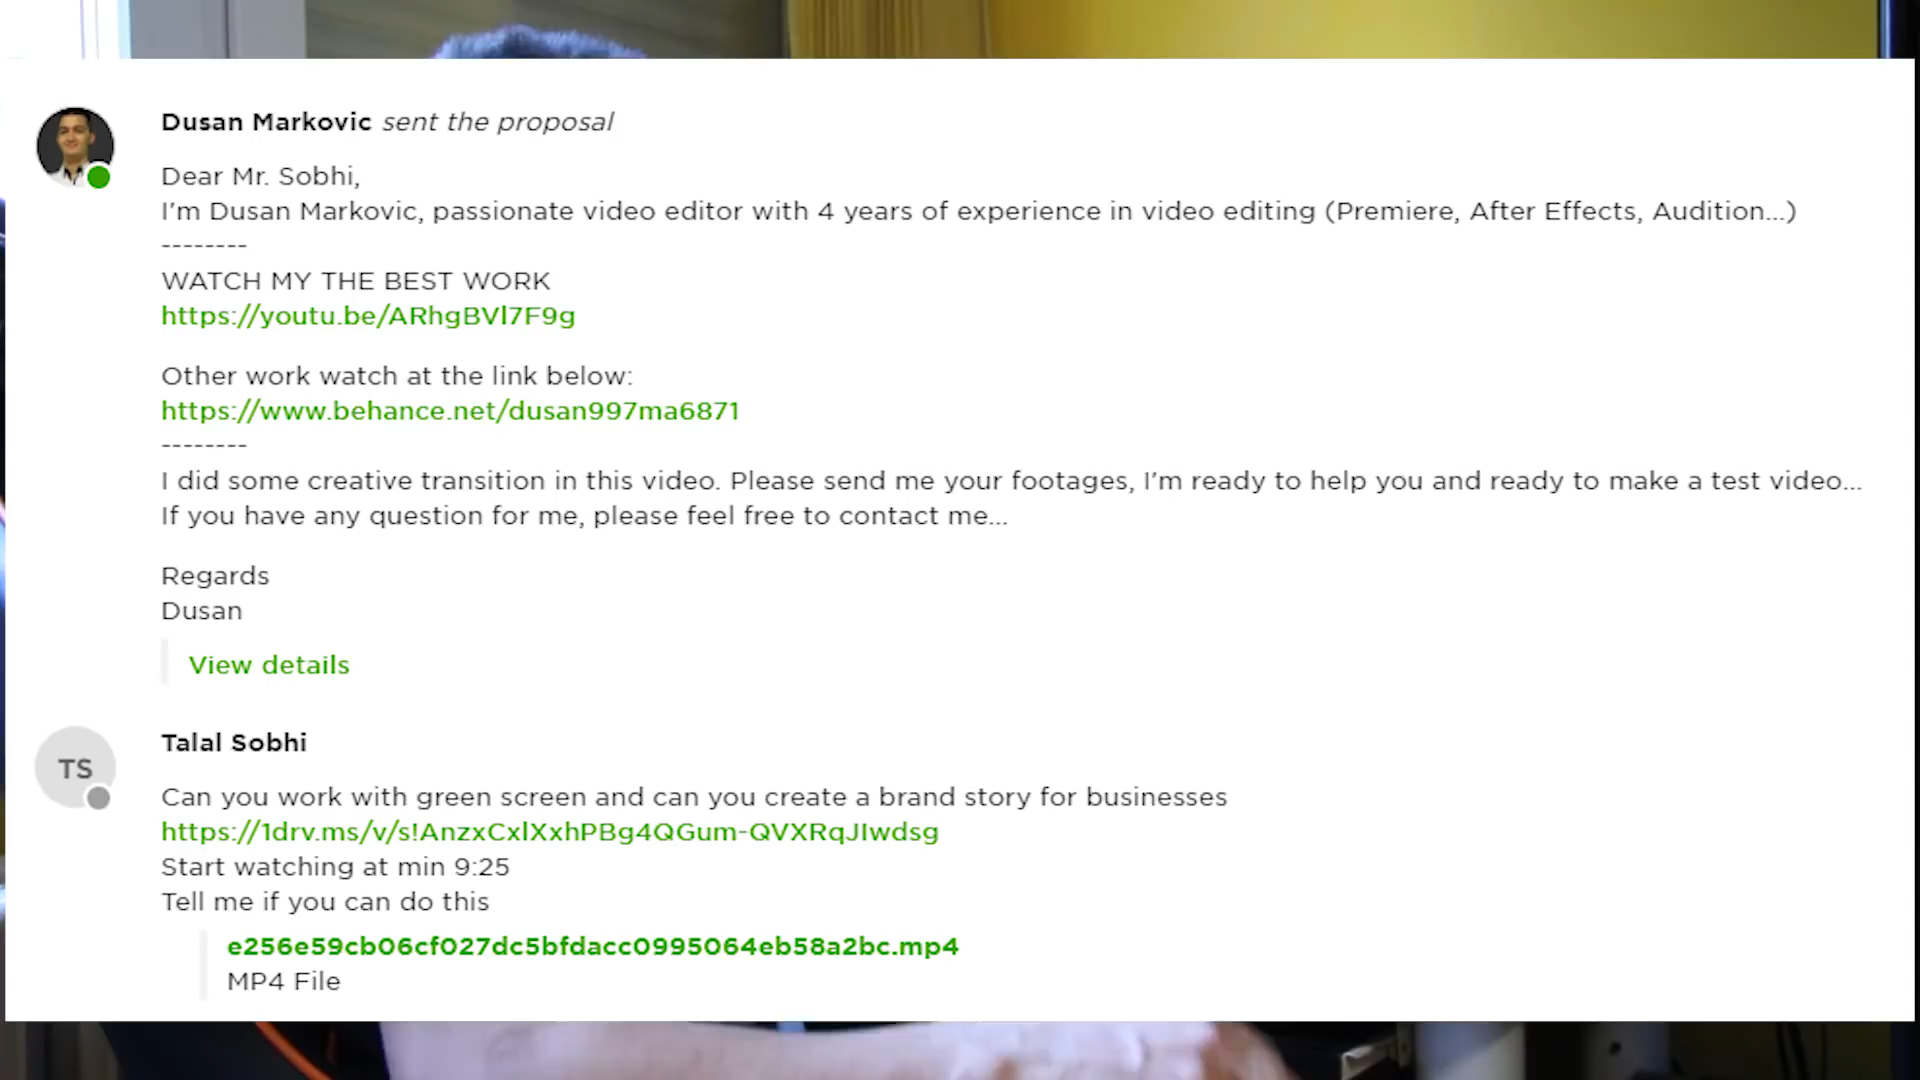 Dusan Markovic sent the proposal
Dear Mr. Sobhi,
I'm Dusan Markovic, passionate video editor with 4 years of experience in video editing (Premiere, After Effects, Audition...)
--------
WATCH MY THE BEST WORK
https://youtu.be/ARhgBVl7F9g
Other work watch at the link below:
https://www.behance.net/dusan997ma6871
--------
I did some creative transition in this video. Please send me your footages, I'm ready to help you and ready to make a test video...
If you have any question for me, please feel free to contact me...
Regards
Dusan
View details
TS
Talal Sobhi
Can you work with green screen and can you create a brand story for businesses
https://1drv.ms/v/s!AnzxCxlXxhPBg4QGum-QVXRqJIwdsg
Start watching at min 9:25
Tell me if you can do this
e256e59cb06cf027dc5bfdacc0995064eb58a2bc.mp4
MP4 File